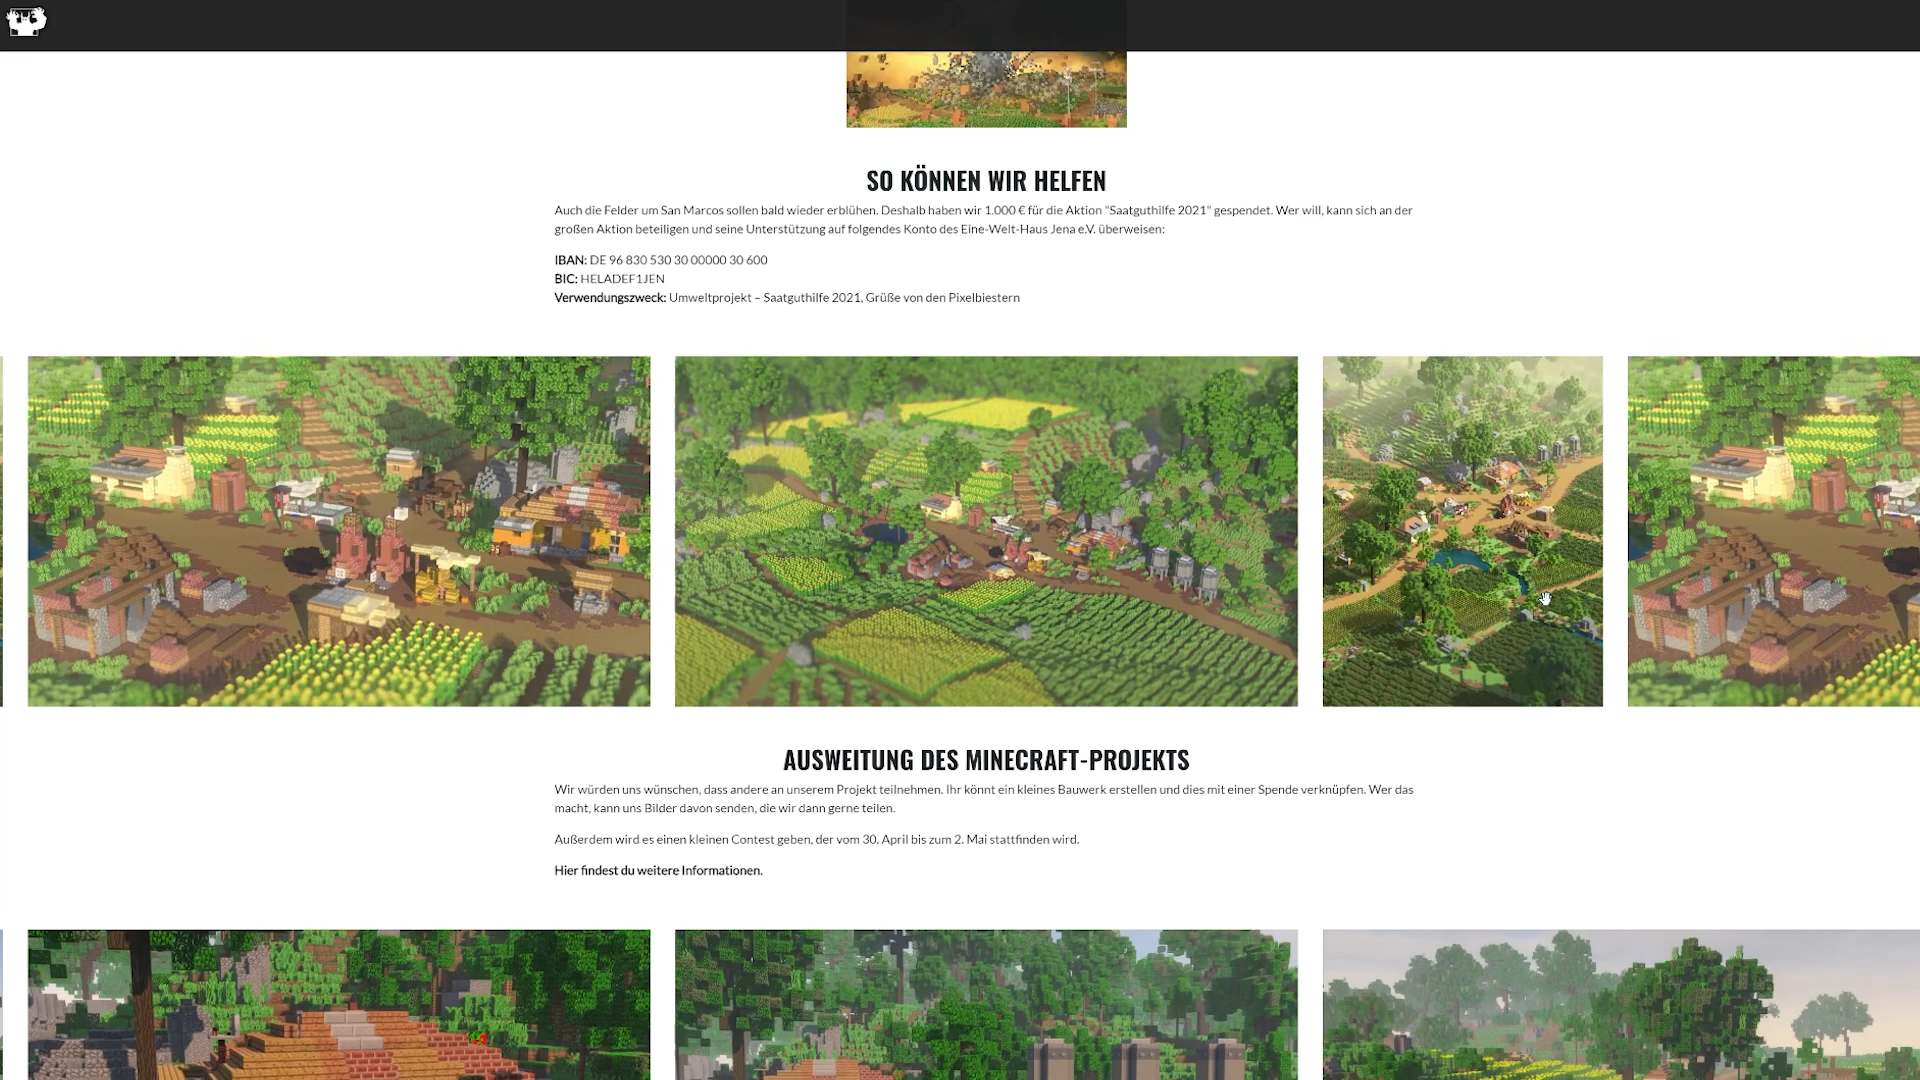 SO KÖNNEN WIR HELFEN
Auch die Felder um San Marcos sollen bald wieder erblühen. Deshalb haben wir 1.000 € für die Aktion "Saatguthilfe 2021" gespendet. Wer will, kann sich an der
großen Aktion beteiligen und seine Unterstützung auf folgendes Konto des Eine-Welt-Haus Jena e.V. überweisen:
IBAN: DE 96 830 530 30 00000 30 600
BIC: HELADEF1JEN
Verwendungszweck: Umweltprojekt – Saatguthilfe 2021, Grüße von den Pixelbiestern
AUSWEITUNG DES MINECRAFT-PROJEKTS
Wir würden uns wünschen, dass andere an unserem Projekt teilnehmen. Ihr könnt ein kleines Bauwerk erstellen und dies mit einer Spende verknüpfen. Wer das
macht, kann uns Bilder davon senden, die wir dann gerne teilen.
Außerdem wird es einen kleinen Contest geben, der vom 30. April bis zum 2. Mai stattfinden wird.
Hier findest du weitere Informationen.